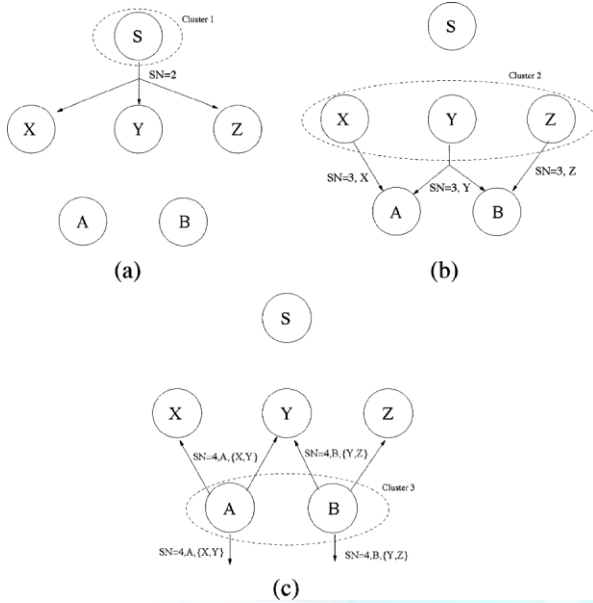 Cluster 1
S
SN=2
X Y Z
A B
(a)
S
Cluster 2
X Y Z
SN=3, X SN=3, Y SN=3, Z
A B
(b)
S
X Y Z
SN=4,A,{X,Y} SN=4,B,{Y,Z}
Cluster 3
A B
SN=4,A,{X,Y} SN=4,B,{Y,Z}
(c)